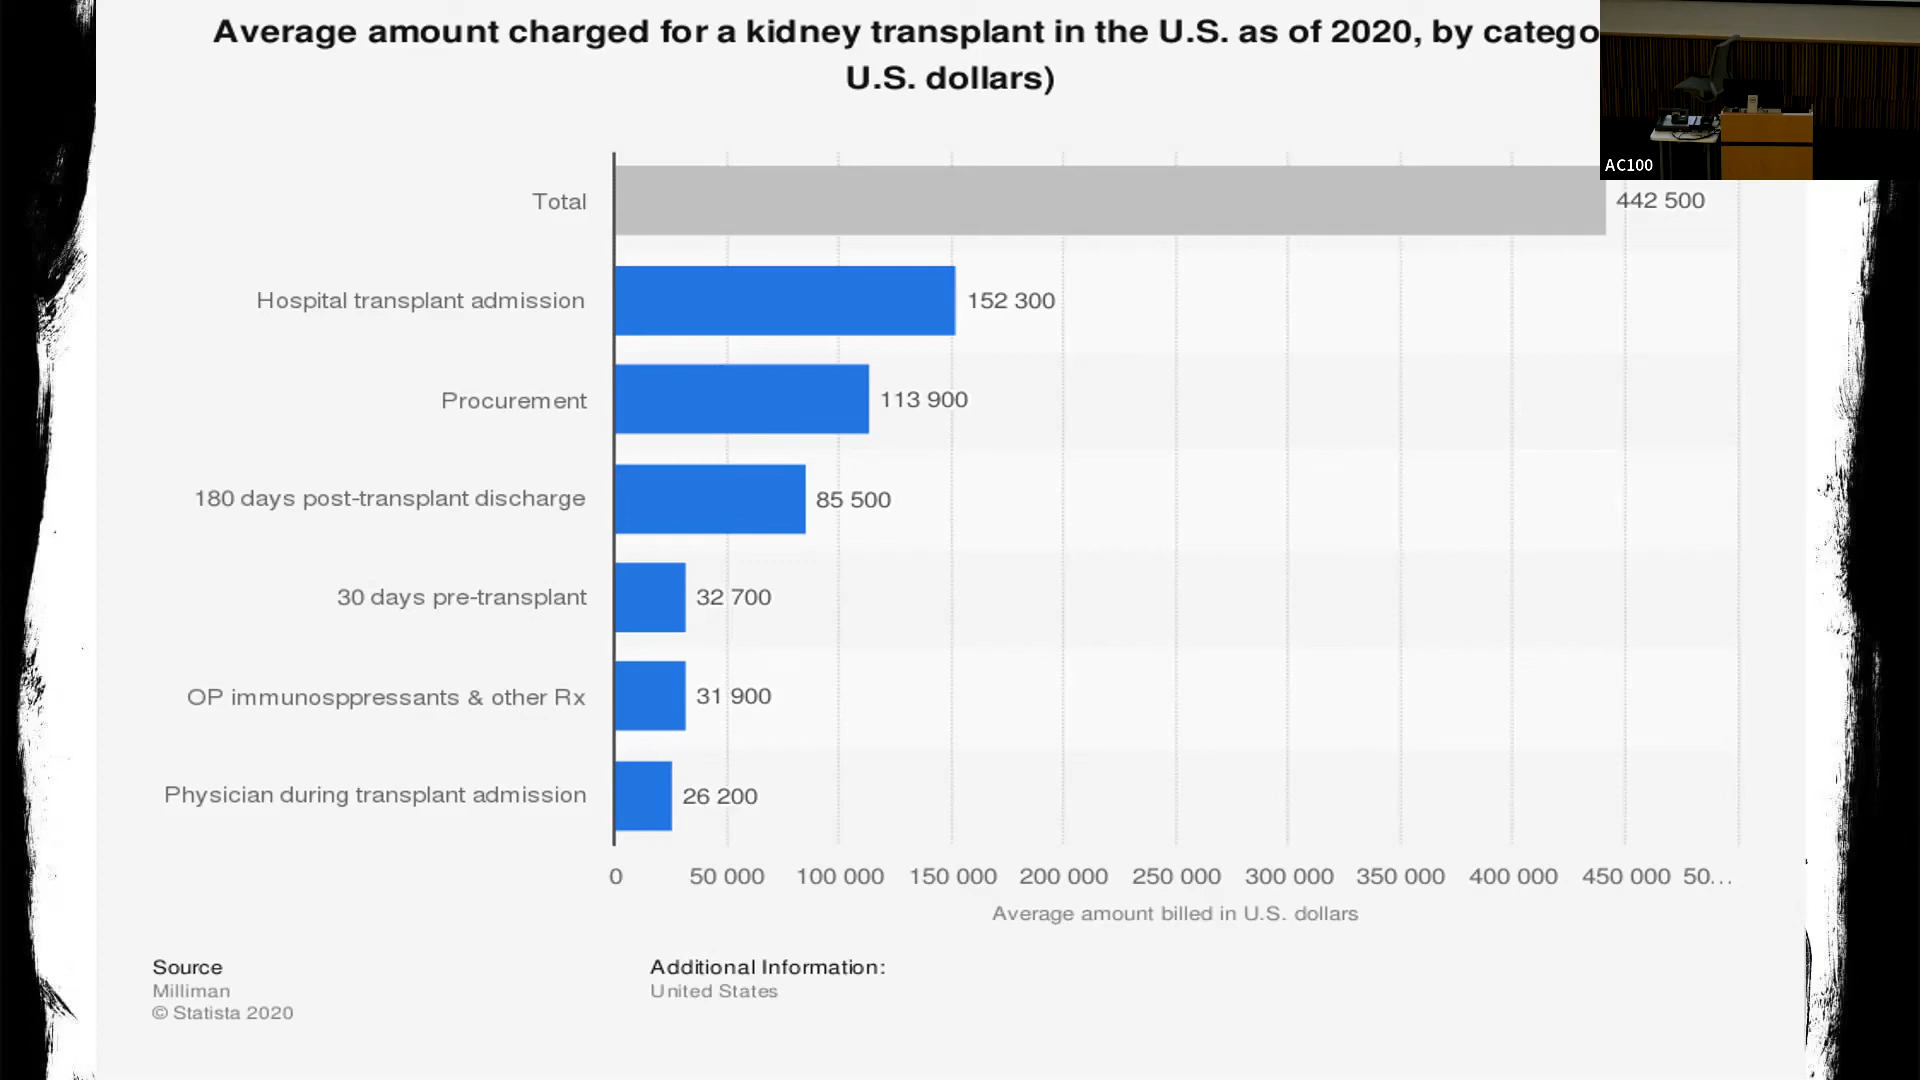 Average amount charged for a kidney transplant in the U.S. as of 2020, by catego
U.S. dollars)
AC100
Total
442 500
Hospital transplant admission
152 300
Procurement
113 900
180 days post-transplant discharge
85 500
30 days pre-transplant
32 700
OP immunosppressants & other Rx
31 900
Physician during transplant admission
26 200
0 50 000 100 000 150 000 200 000 250 000 300 000 350 000 400 000 450 000 50...
Average amount billed in U.S. dollars
Source
Milliman
© Statista 2020
Additional Information:
United States